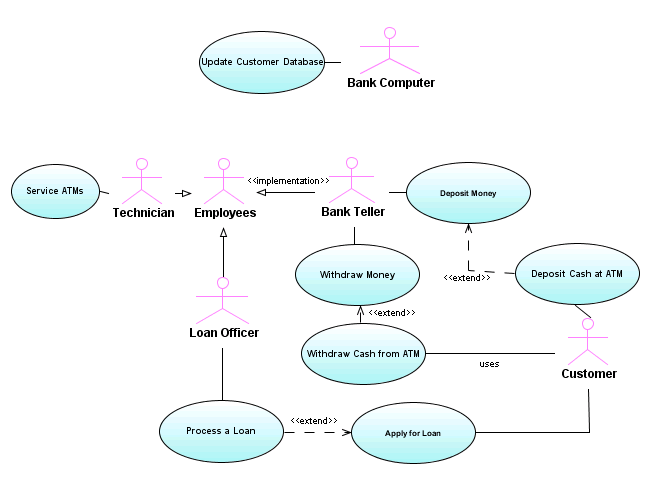 Update Customer Database
Bank Computer
Service ATMs
Technician
Employees
<<implementation>>
Bank Teller
Deposit Money
Withdraw Money
<<extend>>
Deposit Cash at ATM
Loan Officer
<<extend>>
Withdraw Cash from ATM
uses
Customer
Process a Loan
<<extend>>
Apply for Loan